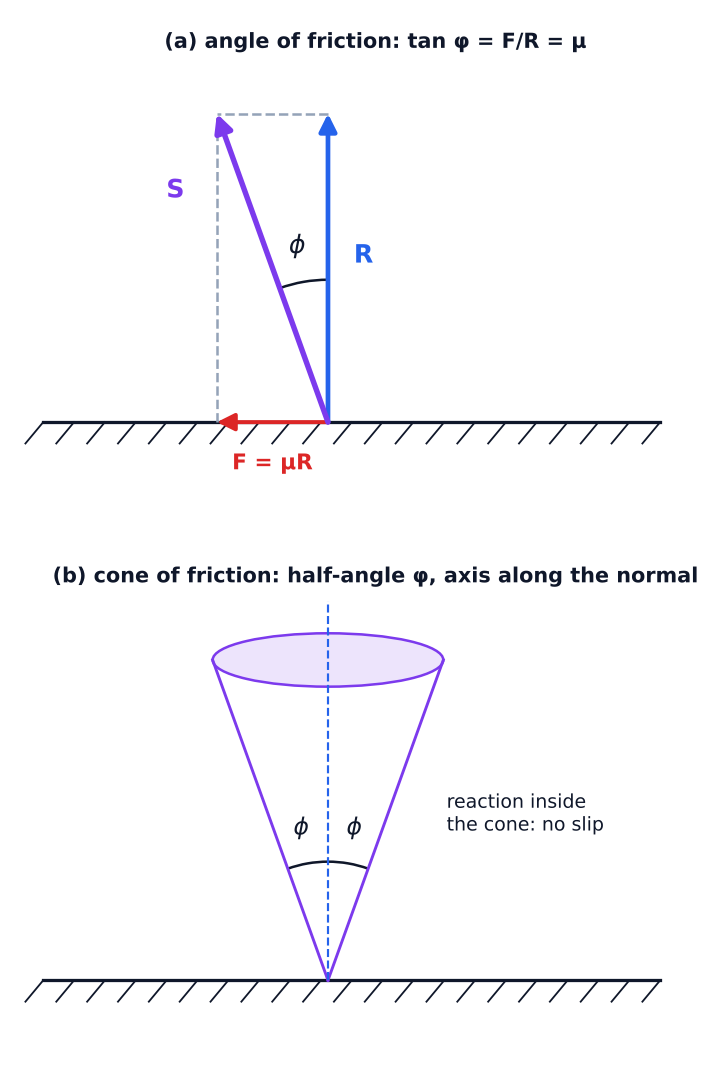 (a) angle of friction: tan φ = F/R = μ
S
ϕ
R
F = μR
(b) cone of friction: half-angle φ, axis along the normal
reaction inside
the cone: no slip
ϕ ϕ